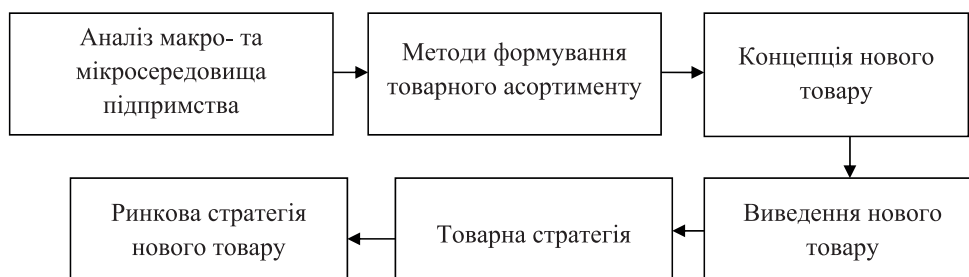 Аналіз макро- та
мікросередовища
підпримства
Методи формування
товарного асортименту
Концепція нового
товару
Виведення нового
товару
Товарна стратегія
Ринкова стратегія
нового товару